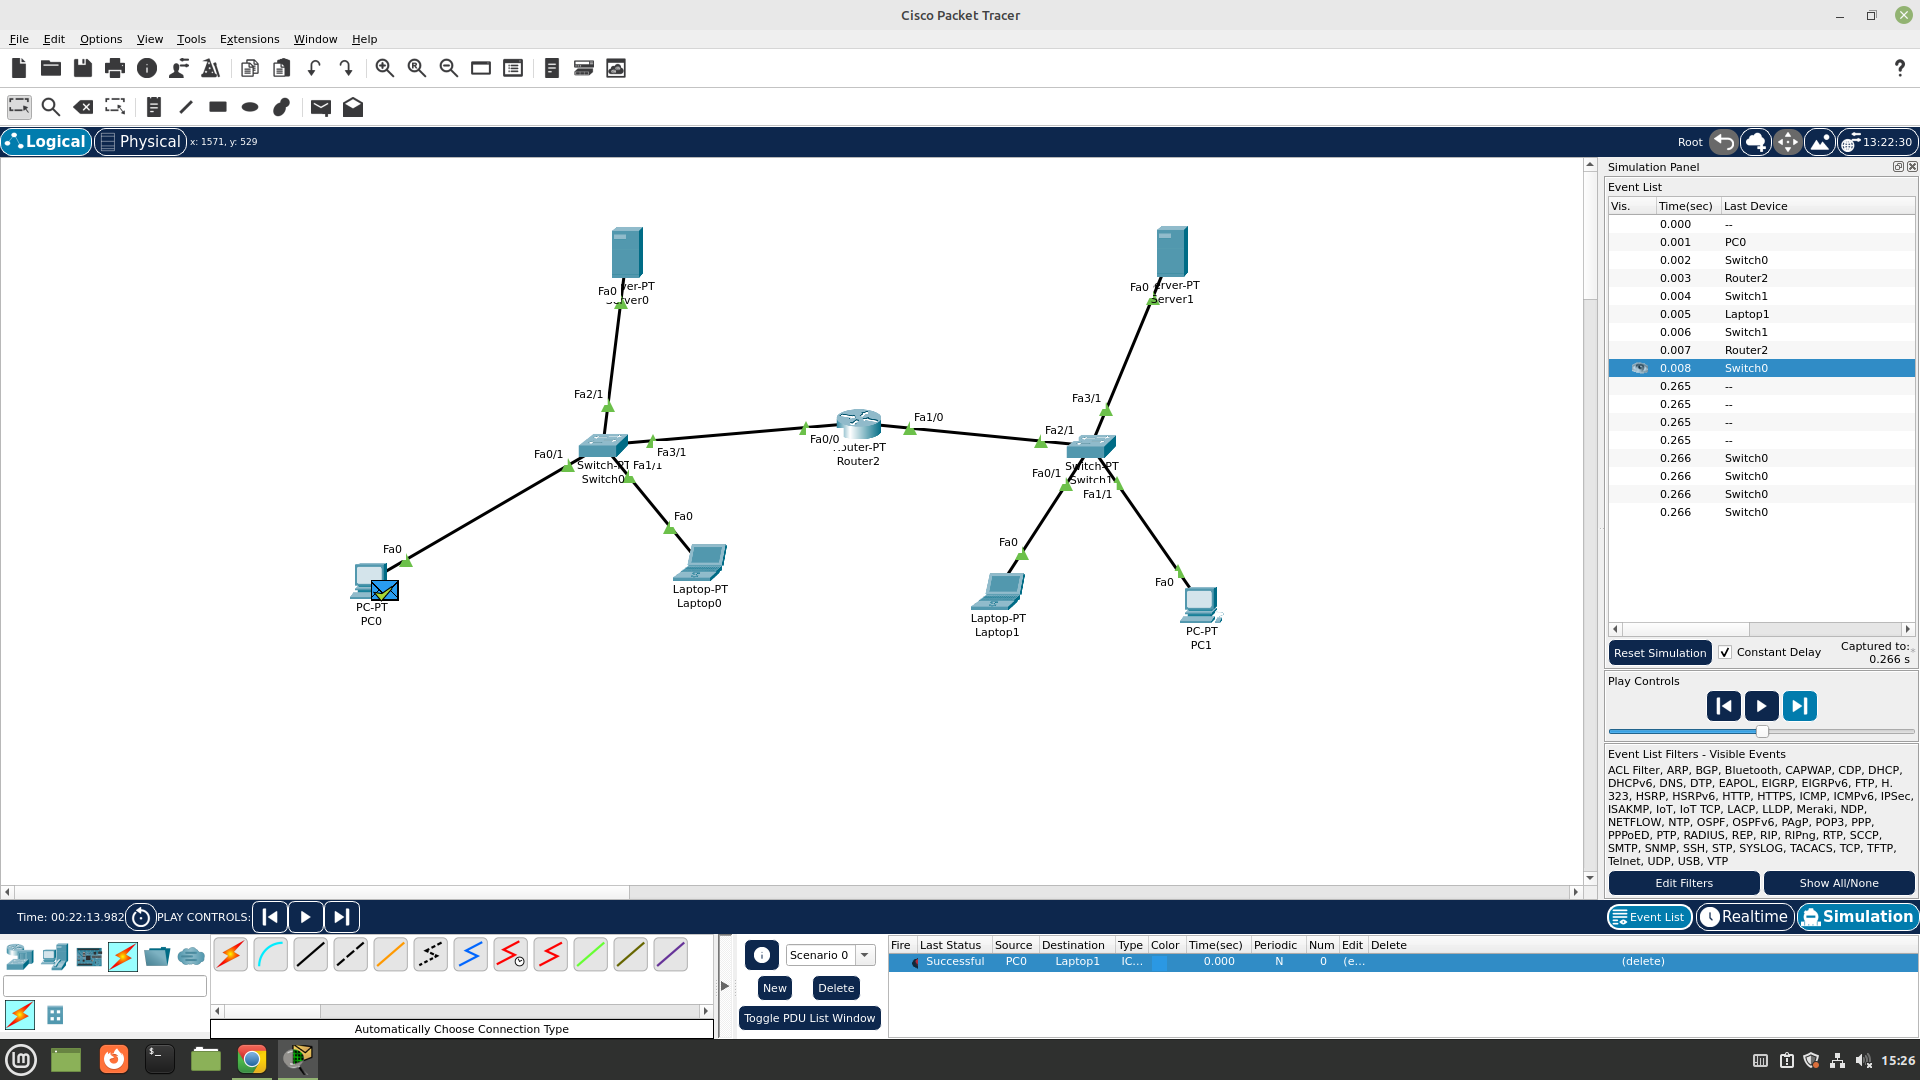 Cisco Packet Tracer
File Edit Options View Tools Extensions Window Help
Logical Physical x: 1571, y: 529 Root 13:22:30
Simulation Panel
Event List
Vis. Time(sec) Last Device
0.000 --
0.001 PC0
0.002 Switch0
0.003 Router2
0.004 Switch1
0.005 Laptop1
0.006 Switch1
0.007 Router2
0.008 Switch0
0.265 --
0.265 --
0.265 --
0.265 --
0.266 Switch0
0.266 Switch0
0.266 Switch0
0.266 Switch0
Reset Simulation Constant Delay Captured to:
0.266 s
Play Controls
Event List Filters - Visible Events
ACL Filter, ARP, BGP, Bluetooth, CAPWAP, CDP, DHCP,
DHCPv6, DNS, DTP, EAPOL, EIGRP, EIGRPv6, FTP, H.
323, HSRP, HSRPv6, HTTP, HTTPS, ICMP, ICMPv6, IPSec,
ISAKMP, IoT, IoT TCP, LACP, LLDP, Meraki, NDP,
NETFLOW, NTP, OSPF, OSPFv6, PAgP, POP3, PPP,
PPPoED, PTP, RADIUS, REP, RIP, RIPng, RTP, SCCP,
SMTP, SNMP, SSH, STP, SYSLOG, TACACS, TCP, TFTP,
Telnet, UDP, USB, VTP
Edit Filters Show All/None
Fa0 ver-PT
Server0
Fa0 erver-PT
Server1
Fa2/1
Fa3/1
Fa0/1
Fa3/1
Switch-PT Fa1/1
Switch0
Fa0/0
Fa1/0
outer-PT
Router2
Fa2/1
Fa0/1
Switch-PT
Switch1
Fa1/1
Fa0
PC-PT
PC0
Fa0
Laptop-PT
Laptop0
Fa0
Laptop-PT
Laptop1
Fa0
PC-PT
PC1
Time: 00:22:13.982 PLAY CONTROLS: Event List Realtime Simulation
Automatically Choose Connection Type
Scenario 0
New Delete
Toggle PDU List Window
Fire Last Status Source Destination Type Color Time(sec) Periodic Num Edit Delete
Successful PC0 Laptop1 IC... 0.000 N 0 (e... (delete)
15:26